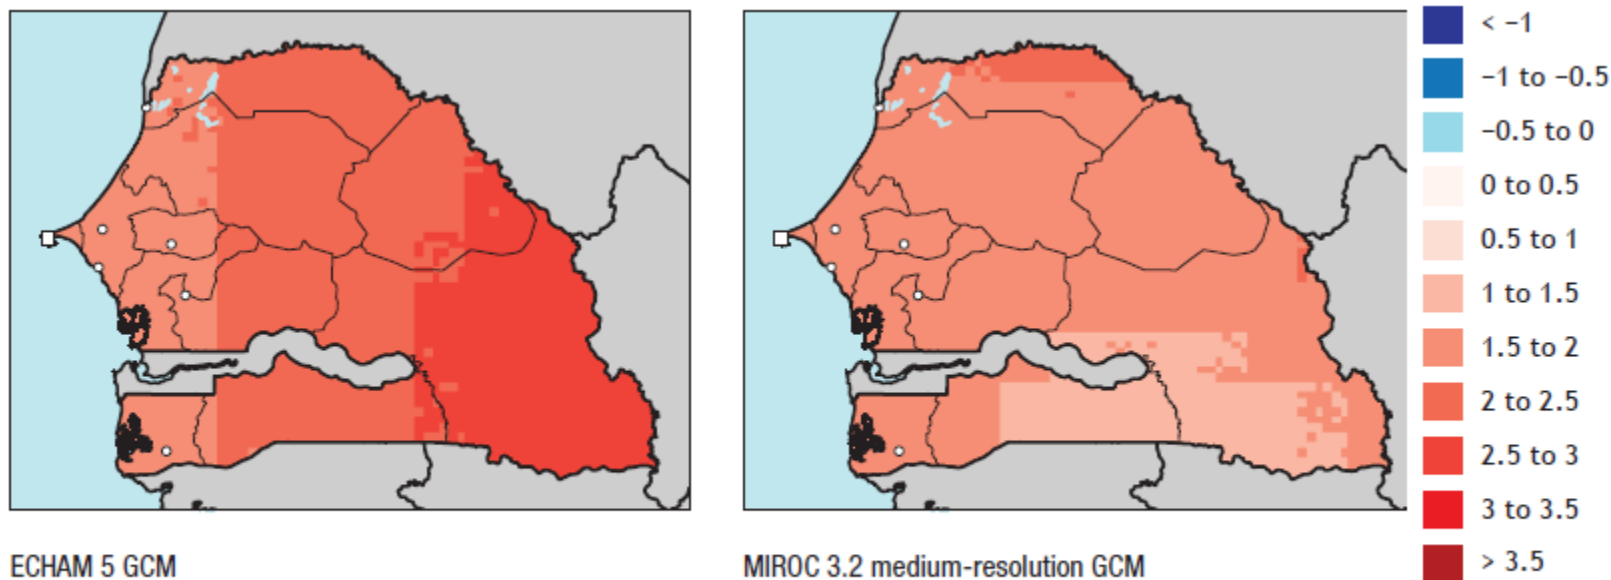 < −1
−1 to −0.5
−0.5 to 0
0 to 0.5
0.5 to 1
1 to 1.5
1.5 to 2
2 to 2.5
2.5 to 3
3 to 3.5
> 3.5
ECHAM 5 GCM
MIROC 3.2 medium-resolution GCM